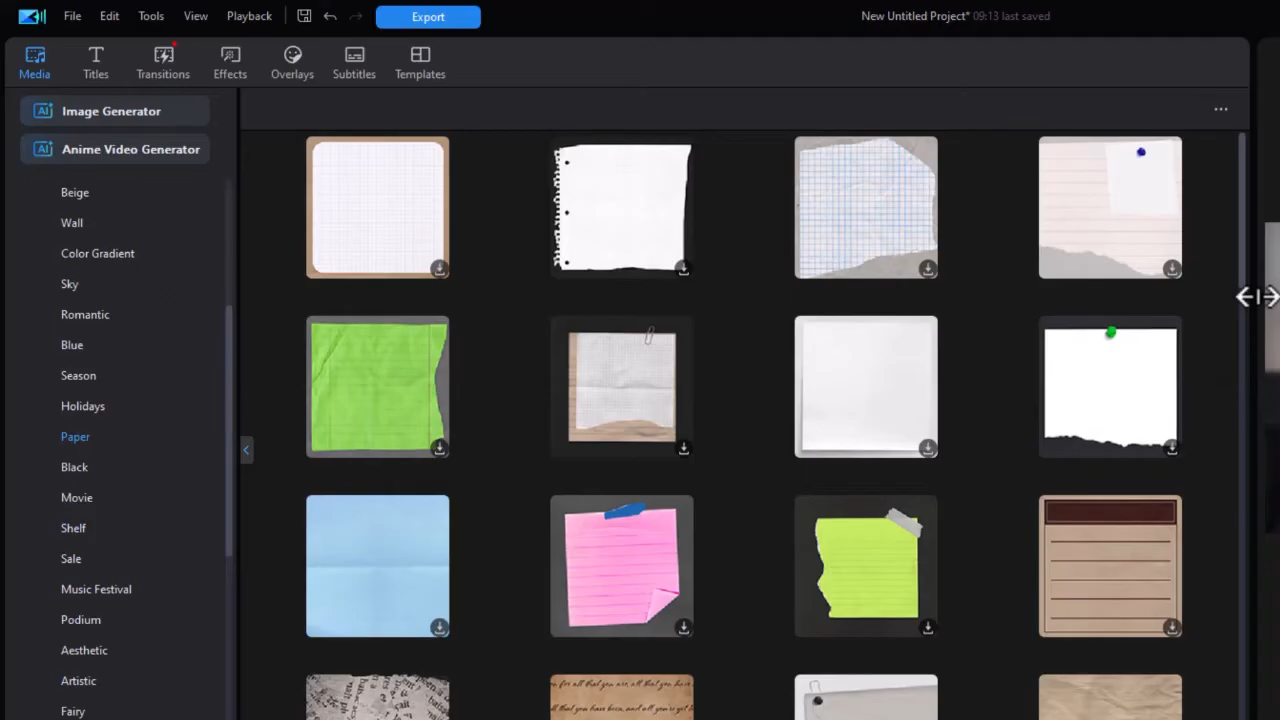 File Edit Tools View Playback Export New Untitled Project* 09:13 last saved
Media Titles Transitions Effects Overlays Subtitles Templates
AI Image Generator
AI Anime Video Generator
Beige
Wall
Color Gradient
Sky
Romantic
Blue
Season
Holidays
Paper
Black
Movie
Shelf
Sale
Music Festival
Podium
Aesthetic
Artistic
Fairy